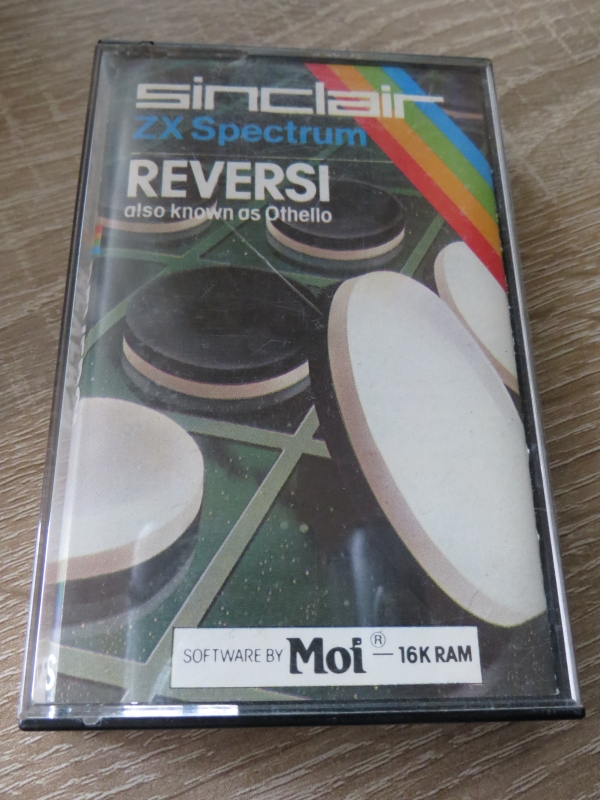 sinclair
ZX Spectrum
REVERSI
also known as Othello
SOFTWARE BY Moi ® — 16K RAM